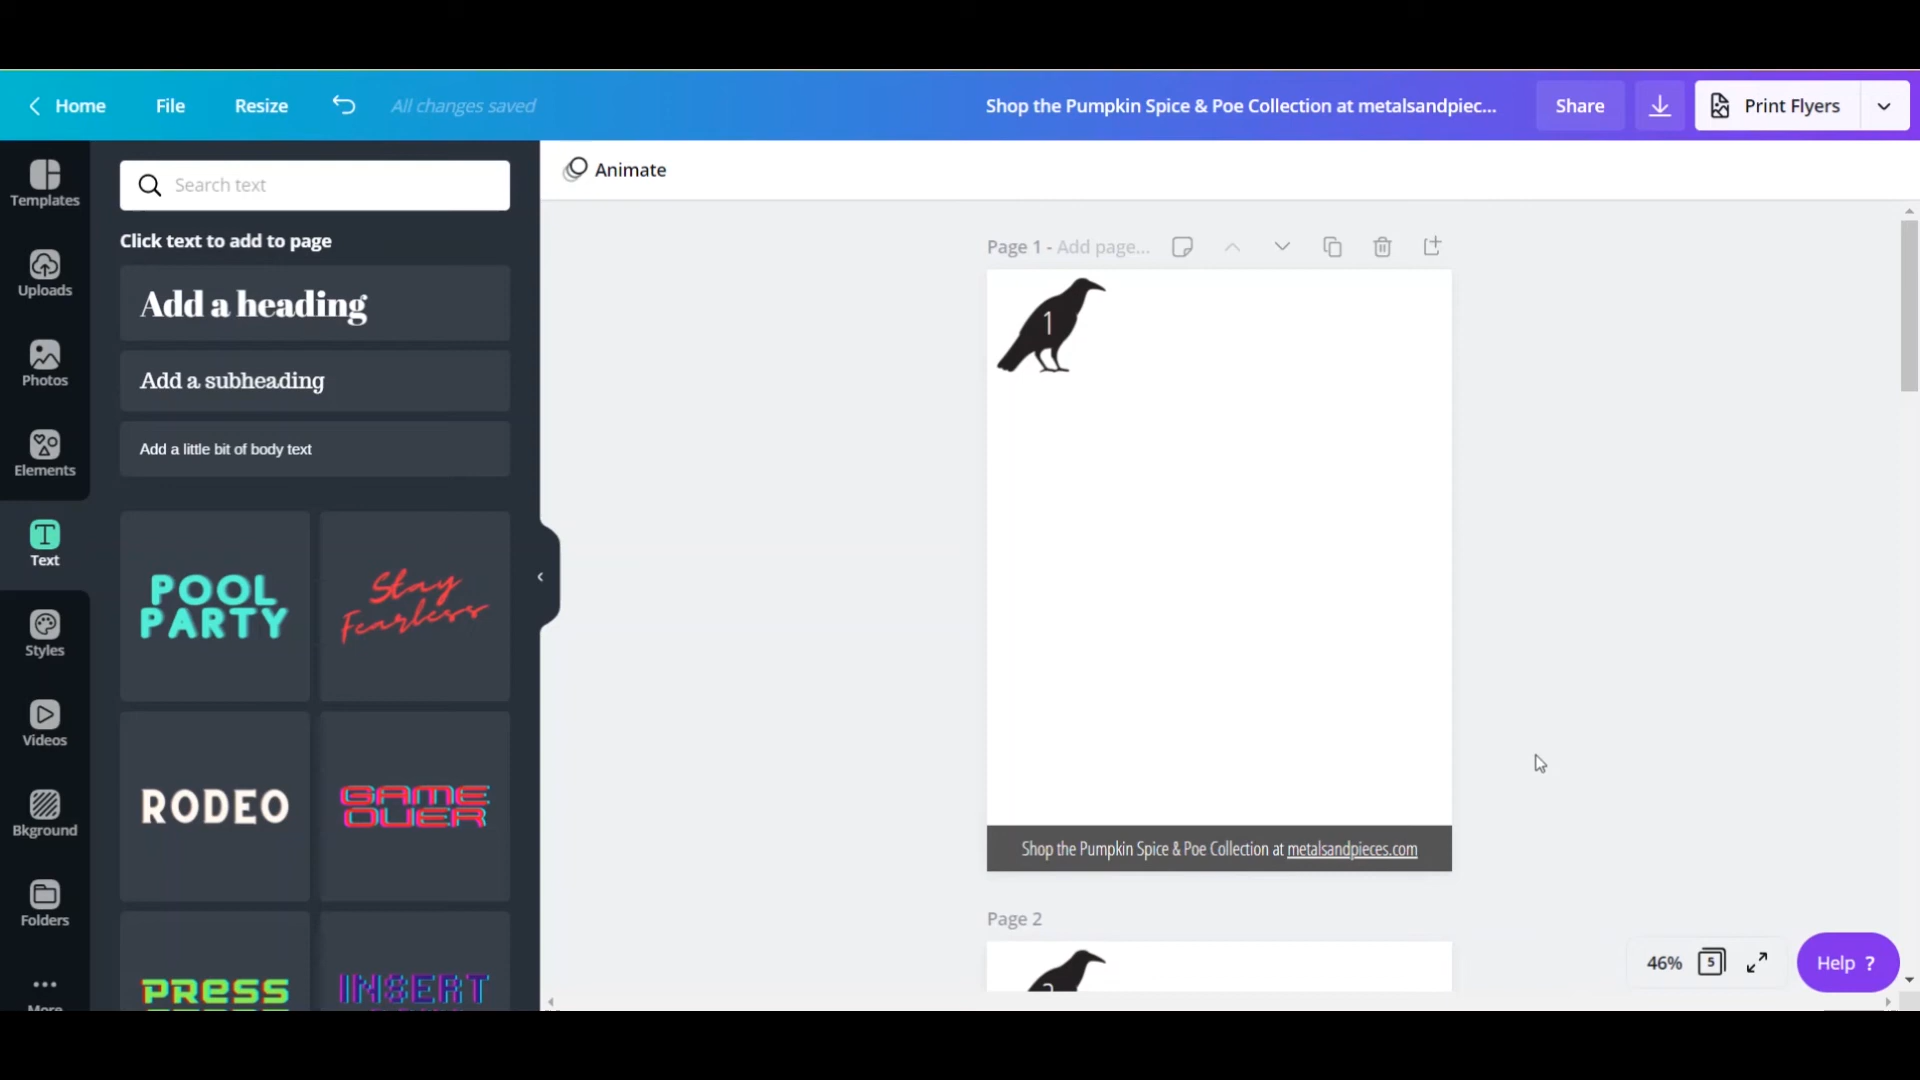 Home File Resize All changes saved Shop the Pumpkin Spice & Poe Collection at metalsandpiec... Share Print Flyers
Templates
Uploads
Photos
Elements
Text
Styles
Videos
Bkground
Folders
More
Search text
Click text to add to page
Add a heading
Add a subheading
Add a little bit of body text
POOL
PARTY
Stay
Fearless
RODEO
GAME
OVER
PRESS
INSERT
Animate
Page 1 - Add page...
1
Shop the Pumpkin Spice & Poe Collection at metalsandpieces.com
Page 2
46% 5 Help ?